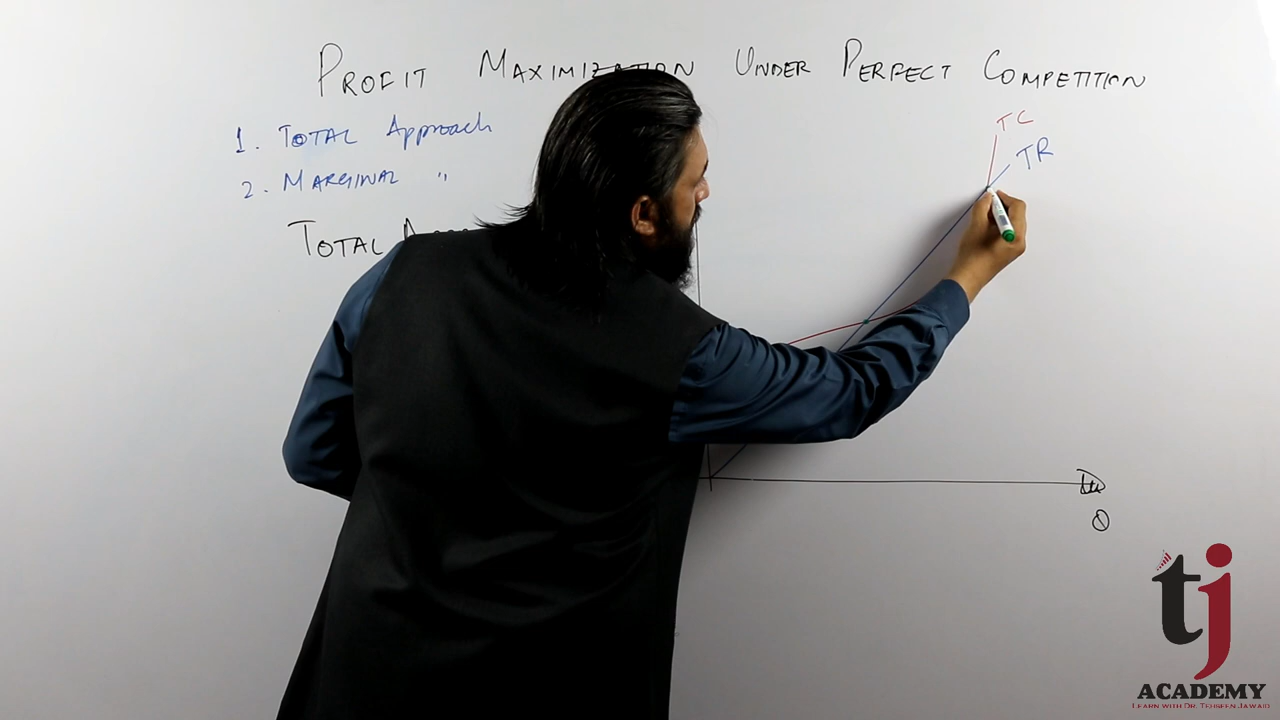 PROFIT MAXIMIZATION UNDER PERFECT COMPETITION
1. TOTAL Approach
2. MARGINAL "
TOTAL
TC
TR
Q
tj
ACADEMY
LEARN WITH DR. TEHSEEN JAWAID